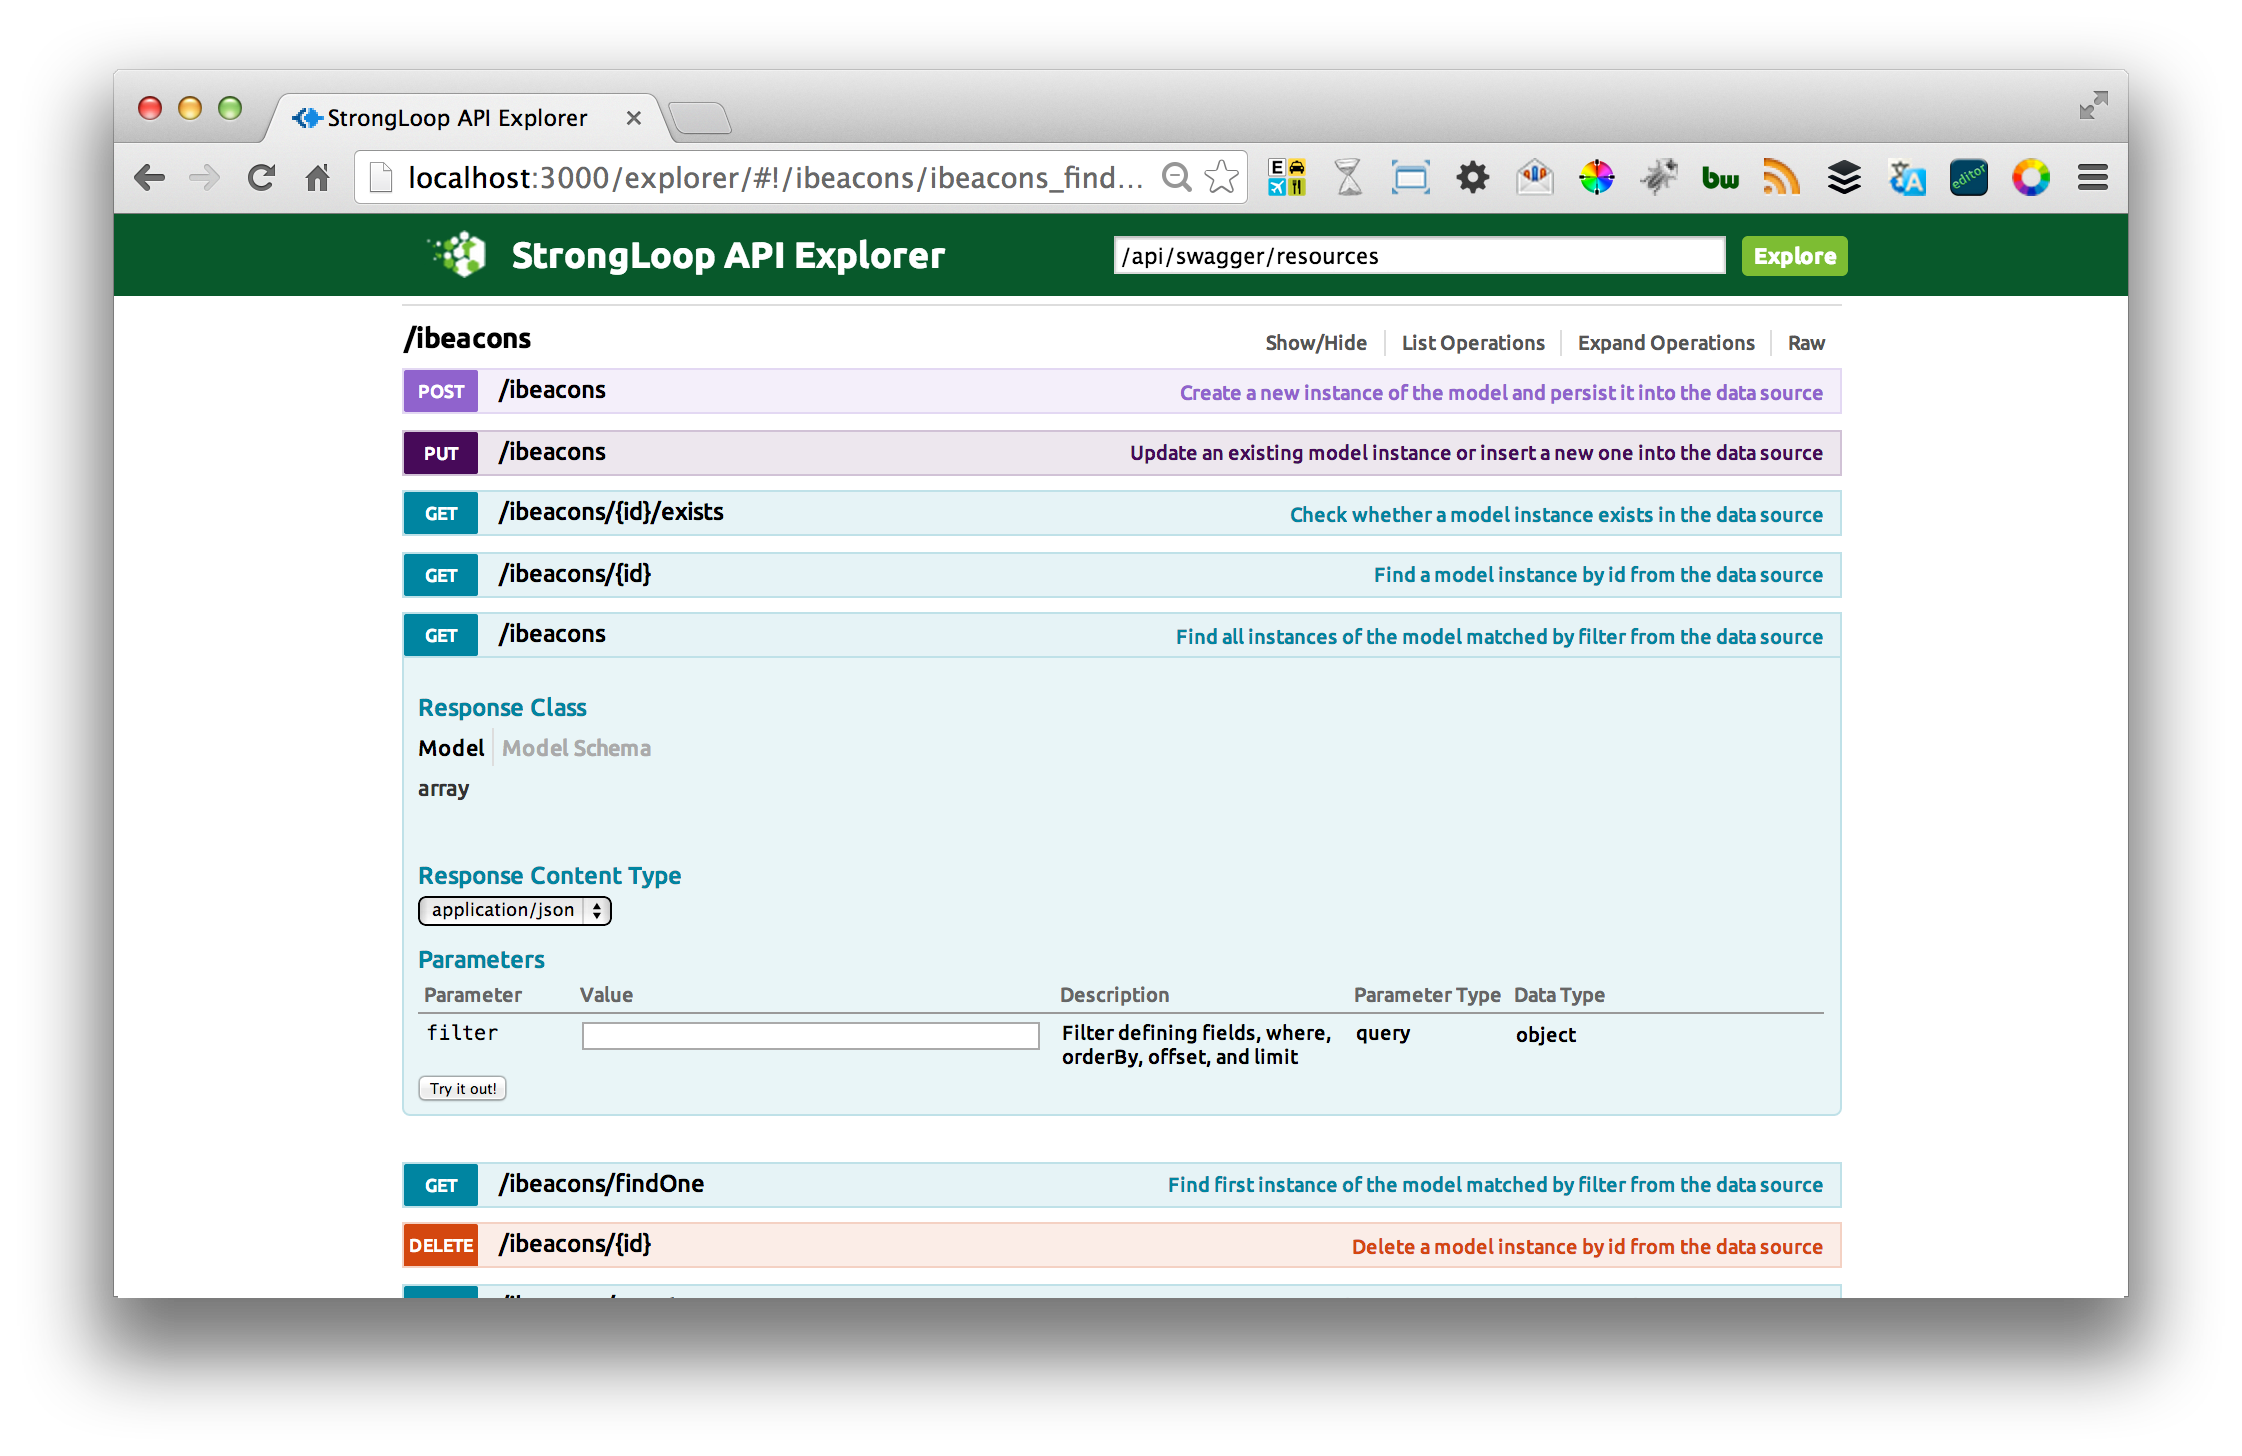 StrongLoop API Explorer
localhost:3000/explorer/#!/ibeacons/ibeacons_find...
E
bw
editor
StrongLoop API Explorer
/api/swagger/resources
Explore
/ibeacons
Show/Hide
List Operations
Expand Operations
Raw
POST /ibeacons Create a new instance of the model and persist it into the data source
PUT /ibeacons Update an existing model instance or insert a new one into the data source
GET /ibeacons/{id}/exists Check whether a model instance exists in the data source
GET /ibeacons/{id} Find a model instance by id from the data source
GET /ibeacons Find all instances of the model matched by filter from the data source
Response Class
Model Model Schema
array
Response Content Type
application/json
Parameters
Parameter Value Description Parameter Type Data Type
filter Filter defining fields, where, query object
orderBy, offset, and limit
Try it out!
GET /ibeacons/findOne Find first instance of the model matched by filter from the data source
DELETE /ibeacons/{id} Delete a model instance by id from the data source